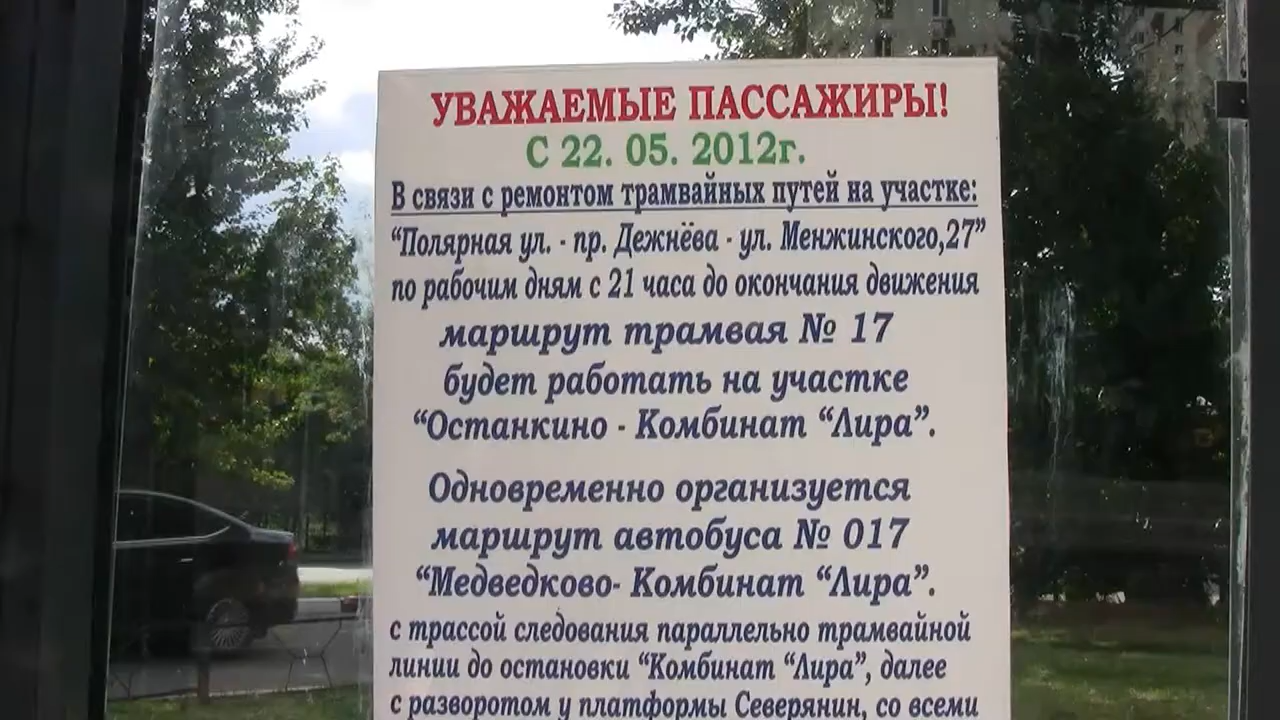 УВАЖАЕМЫЕ ПАССАЖИРЫ!
С 22. 05. 2012г.
В связи с ремонтом трамвайных путей на участке:
“Полярная ул. - пр. Дежнёва - ул. Менжинского,27”
по рабочим дням с 21 часа до окончания движения
маршрут трамвая № 17
будет работать на участке
“Останкино - Комбинат “Лира”.
Одновременно организуется
маршрут автобуса № 017
“Медведково- Комбинат “Лира”.
с трассой следования параллельно трамвайной
линии до остановки “Комбинат “Лира”, далее
с разворотом у платформы Северянин, со всеми